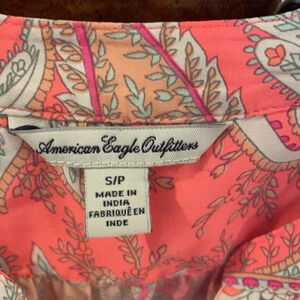 American Eagle Outfitters
S/P
MADE IN
INDIA
FABRIQUÉ EN
INDE